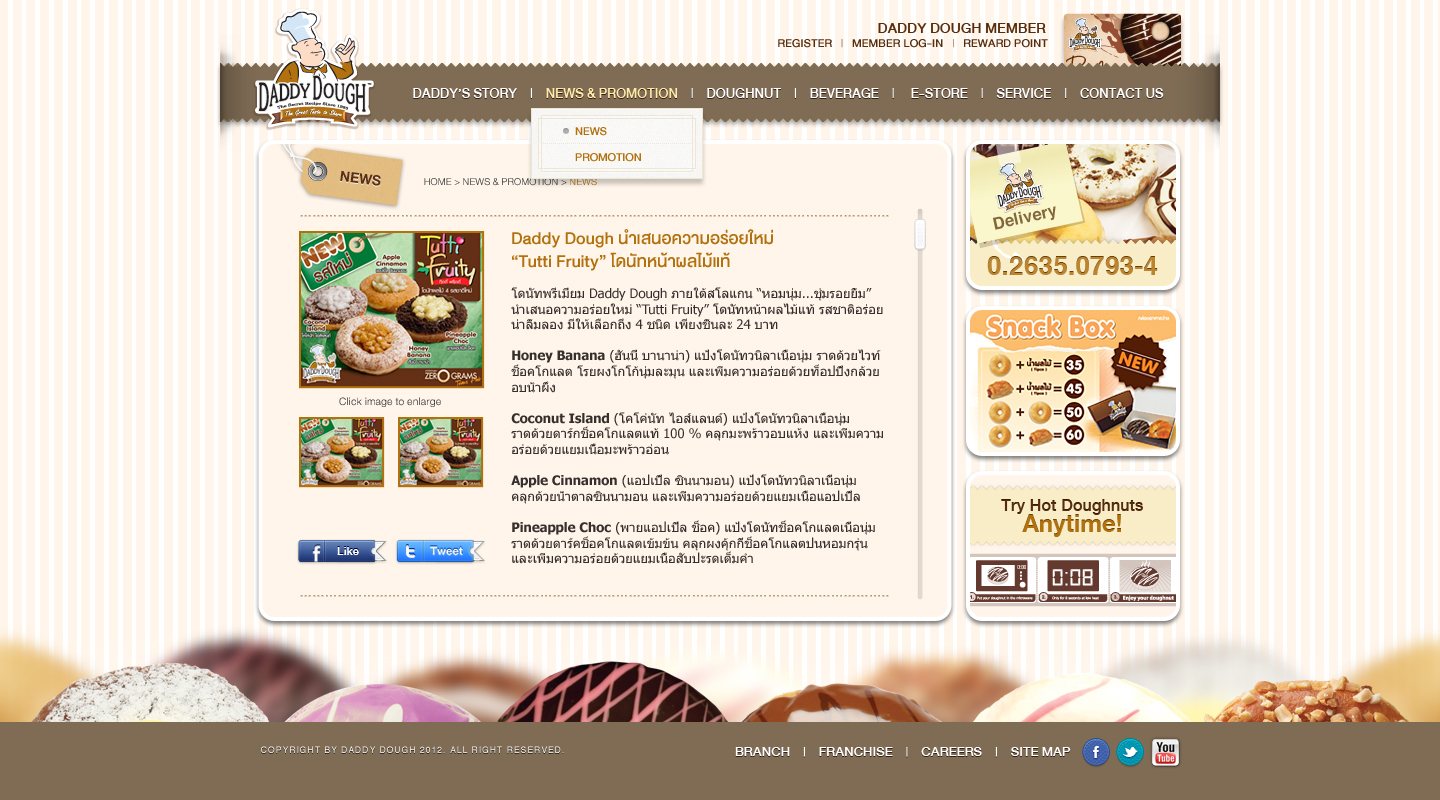 DADDY DOUGH MEMBER
REGISTER | MEMBER LOG-IN | REWARD POINT
DADDY DOUGH
The Secret Recipe Since 1999
The Great Taste to Share
DADDY'S STORY | NEWS & PROMOTION | DOUGHNUT | BEVERAGE | E-STORE | SERVICE | CONTACT US
NEWS
PROMOTION
NEWS
HOME > NEWS & PROMOTION > NEWS
Daddy Dough นำเสนอความอร่อยใหม่
“Tutti Fruity” โดนัทหน้าผลไม้แท้
NEW
รสใหม่
Tutti
Fruity
Apple
Cinnamon
Coconut
Island
Honey
Banana
Pineapple
Choc
DADDY DOUGH
ZERO GRAMS
Click image to enlarge
โดนัทพรีเมียม Daddy Dough ภายใต้สโลแกน “หอมนุ่ม...ชุ่มรอยยิ้ม”
นำเสนอความอร่อยใหม่ “Tutti Fruity” โดนัทหน้าผลไม้แท้ รสชาติอร่อย
น่าลิ้มลอง มีให้เลือกถึง 4 ชนิด เพียงชิ้นละ 24 บาท
Honey Banana (ฮันนี่ บานาน่า) แป้งโดนัทวนิลาเนื้อนุ่ม ราดด้วยไวท์
ช็อคโกแลต โรยผงโกโก้นุ่มละมุน และเพิ่มความอร่อยด้วยท็อปปิ้งกล้วย
อบน้ำผึ้ง
Coconut Island (โคโค่นัท ไอส์แลนด์) แป้งโดนัทวนิลาเนื้อนุ่ม
ราดด้วยดาร์กช็อคโกแลตแท้ 100 % คลุกมะพร้าวอบแห้ง และเพิ่มความ
อร่อยด้วยแยมเนื้อมะพร้าวอ่อน
Apple Cinnamon (แอปเปิ้ล ซินนามอน) แป้งโดนัทวนิลาเนื้อนุ่ม
คลุกด้วยน้ำตาลซินนามอน และเพิ่มความอร่อยด้วยแยมเนื้อแอปเปิ้ล
Pineapple Choc (พายแอปเปิ้ล ช็อค) แป้งโดนัทช็อคโกแลตเนื้อนุ่ม
ราดด้วยดาร์คช็อคโกแลตเข้มข้น คลุกผงคุ้กกี้ช็อคโกแลตป่นหอมกรุ่น
และเพิ่มความอร่อยด้วยแยมเนื้อสับปะรดเต็มคำ
Like
Tweet
DADDY DOUGH
Delivery
0.2635.0793-4
Snack Box
NEW
+ น้ำผลไม้ = 35
+ น้ำผลไม้ = 45
+ = 50
+ = 60
Try Hot Doughnuts
Anytime!
0:08
Put your doughnut in the microwave
Only for 8 seconds at low heat
Enjoy your doughnut
COPYRIGHT BY DADDY DOUGH 2012. ALL RIGHT RESERVED.
BRANCH | FRANCHISE | CAREERS | SITE MAP
You
Tube